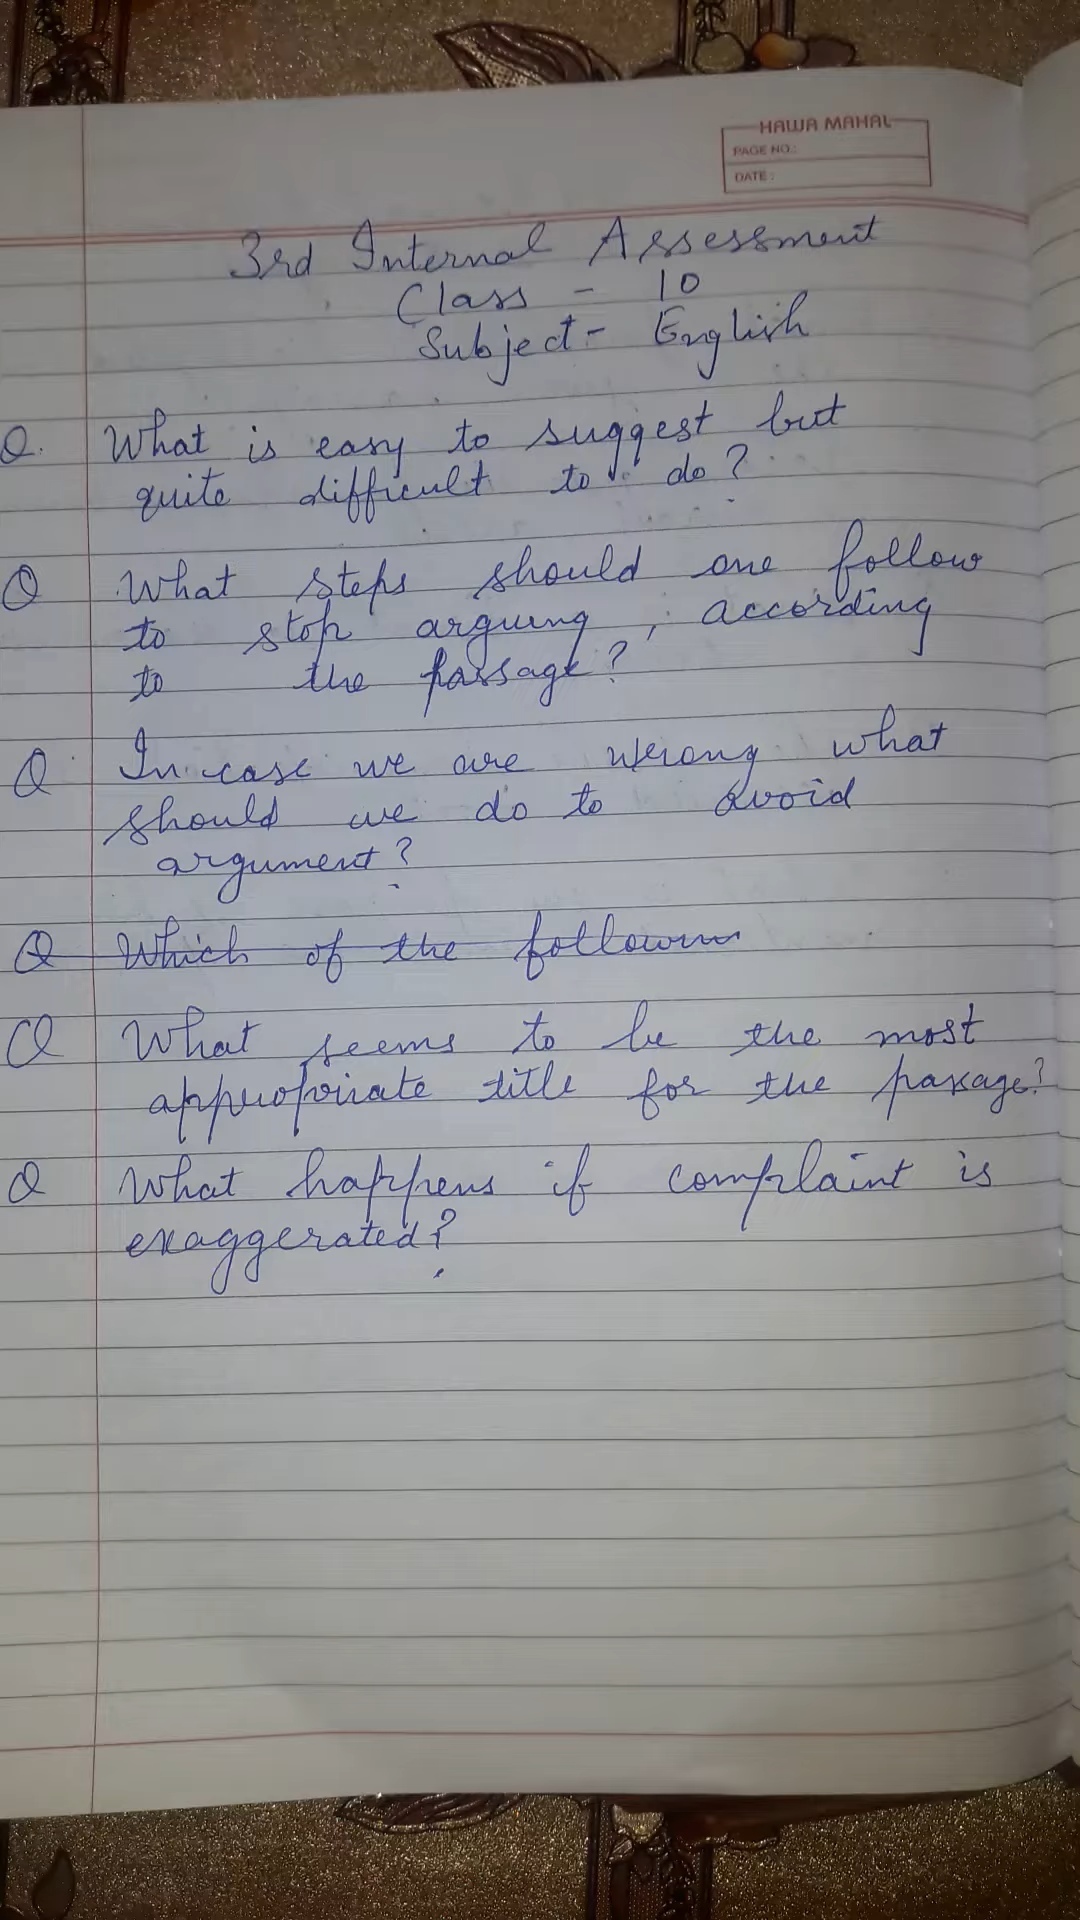 HAWA MAHAL
PAGE NO.:
DATE :
3rd Internal Assessment
Class - 10
Subject - English
Q. What is easy to suggest but
quite difficult to do?
Q What steps should one follow
to stop arguing, according
to the passage?
Q In case we are wrong what
should we do to avoid
argument?
Q Which of the followin
Q What seems to be the most
appropriate title for the passage?
Q What happens if complaint is
exaggerated?